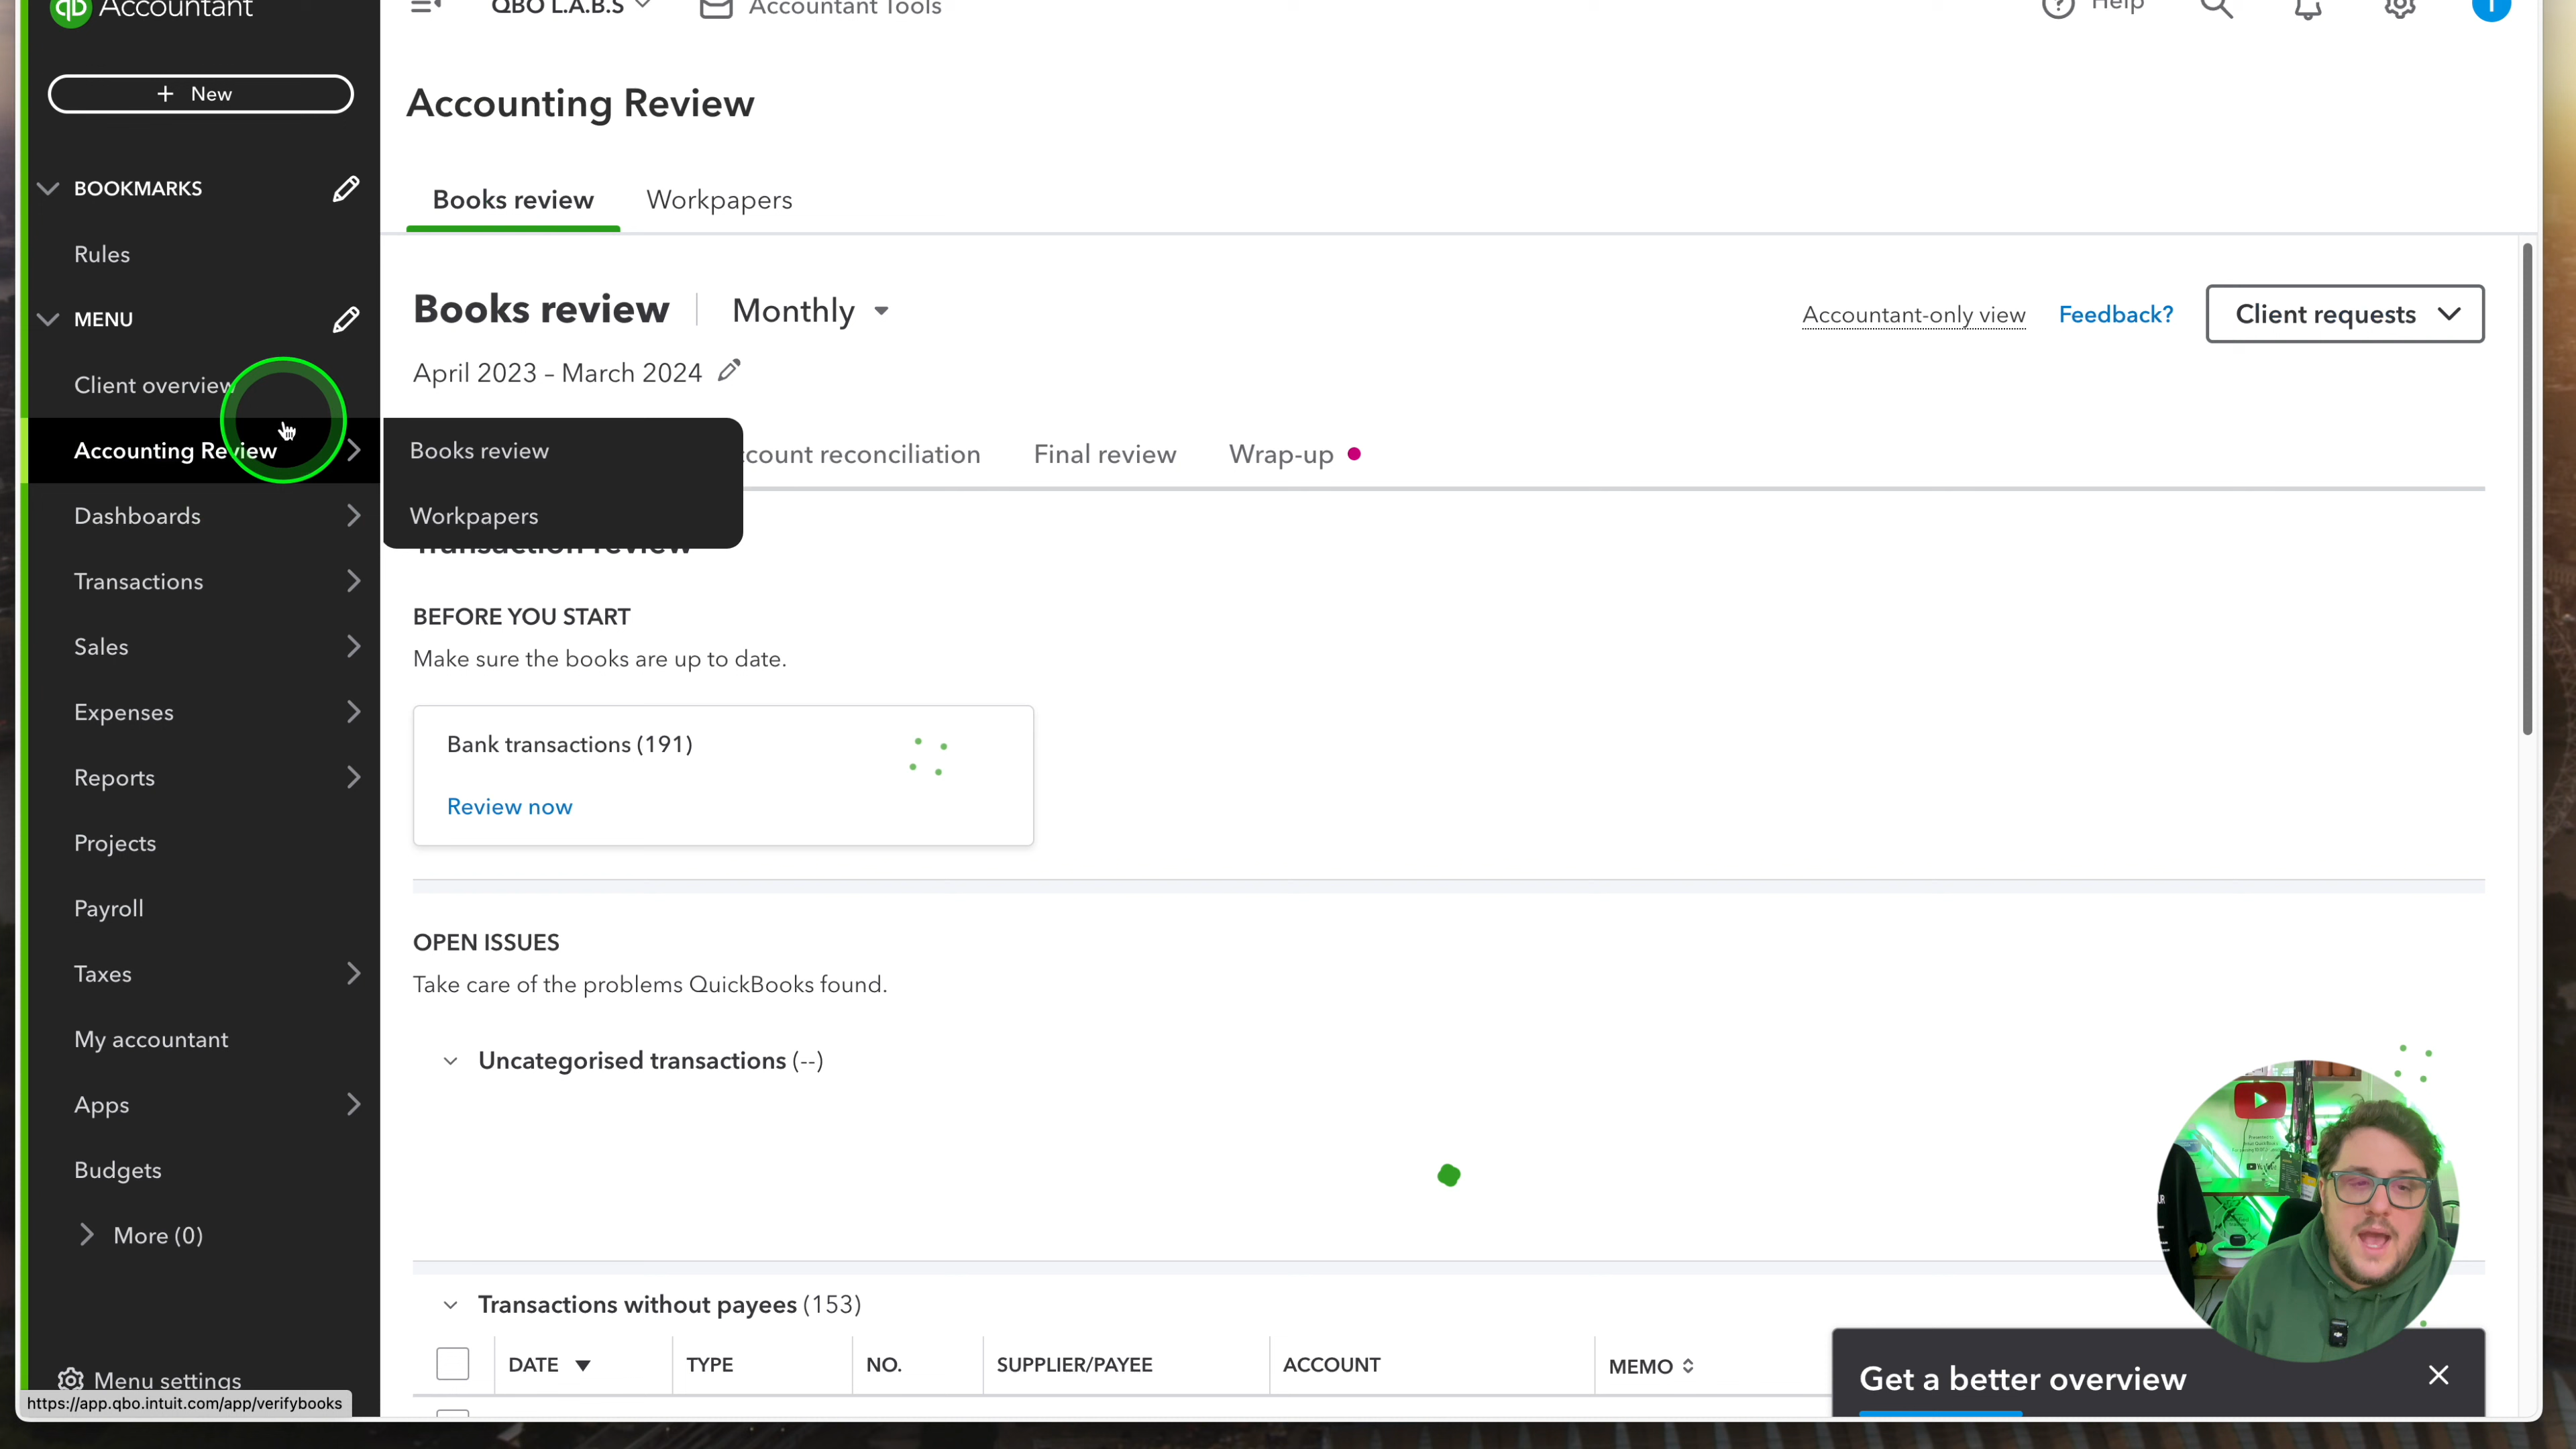 Accountant
QBO L.A.B.S
Accountant Tools
Help
+ New
Accounting Review
BOOKMARKS
Books review
Workpapers
Rules
MENU
Books review
Monthly
Accountant-only view
Feedback?
Client requests
April 2023 – March 2024
Client overview
Accounting Review
Books review
count reconciliation
Final review
Wrap-up
Dashboards
Workpapers
Transaction review
Transactions
BEFORE YOU START
Sales
Make sure the books are up to date.
Expenses
Bank transactions (191)
Reports
Review now
Projects
Payroll
OPEN ISSUES
Taxes
Take care of the problems QuickBooks found.
My accountant
Uncategorised transactions (--)
Apps
Budgets
More (0)
Transactions without payees (153)
DATE
TYPE
NO.
SUPPLIER/PAYEE
ACCOUNT
MEMO
Menu settings
Get a better overview
https://app.qbo.intuit.com/app/verifybooks